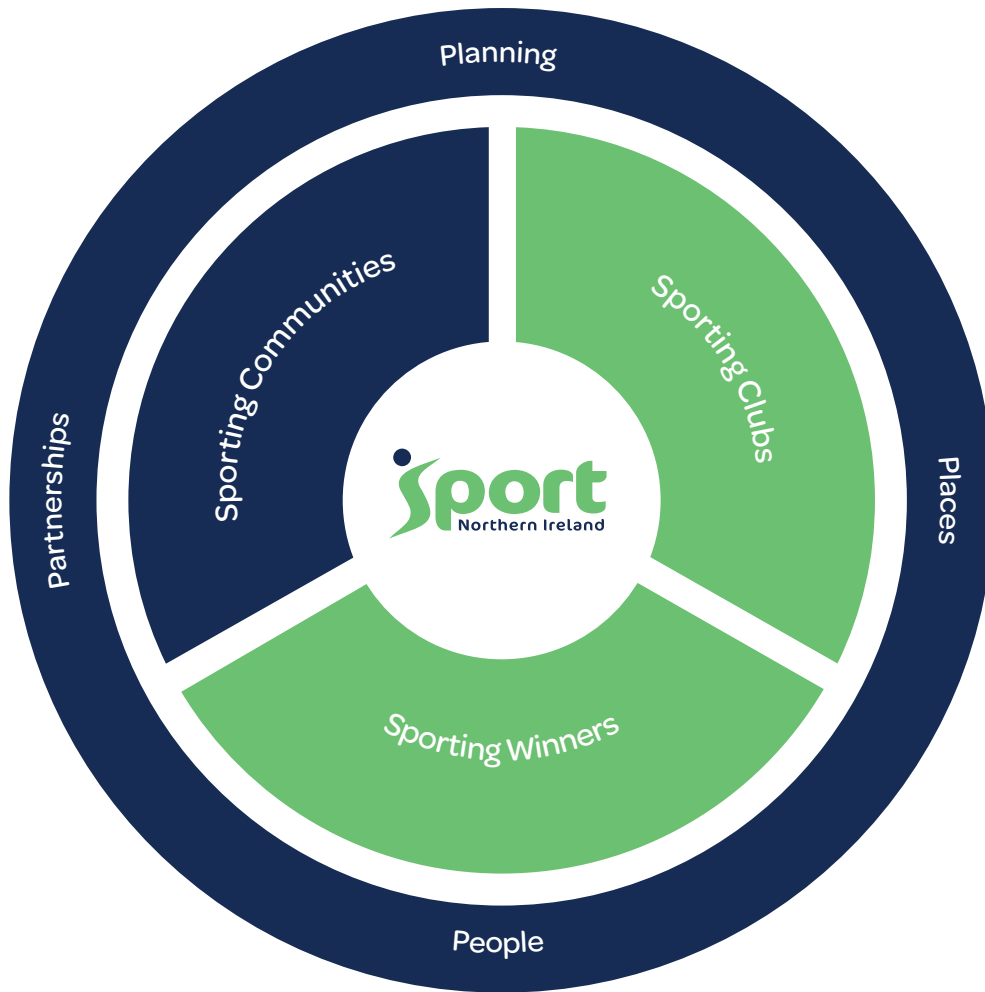 Planning
Sporting Communities
Sporting Clubs
Partnerships
Places
Sport
Northern Ireland
Sporting Winners
People